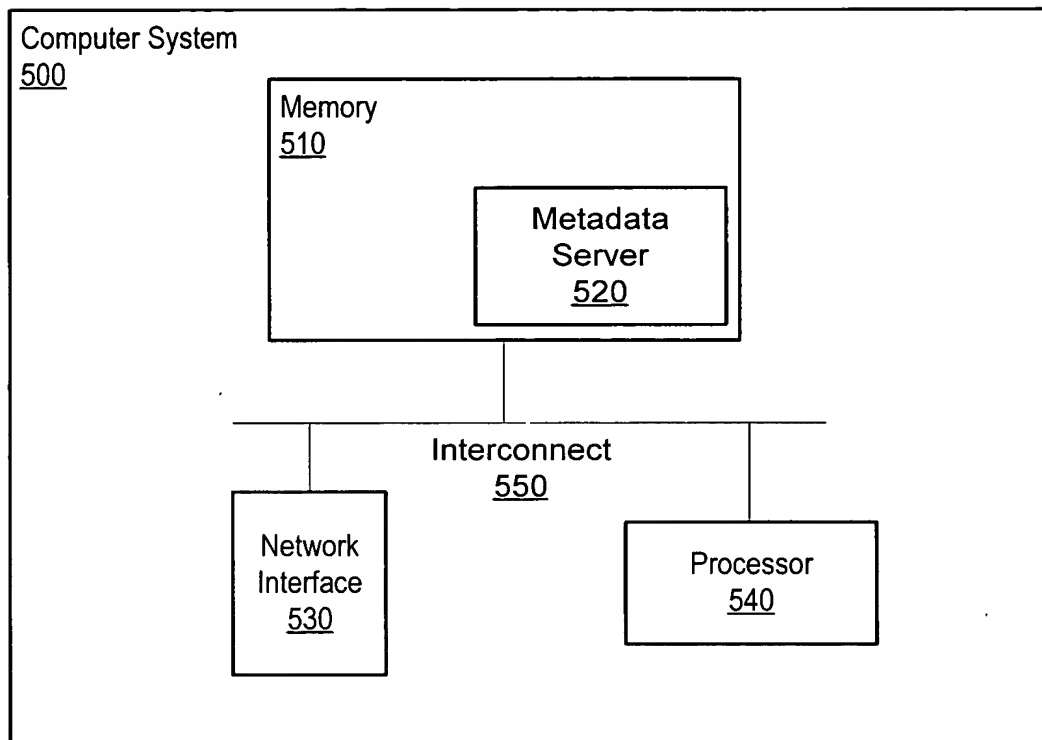 Computer System
500
Memory
510
Metadata
Server
520
Interconnect
550
Network
Interface
530
Processor
540